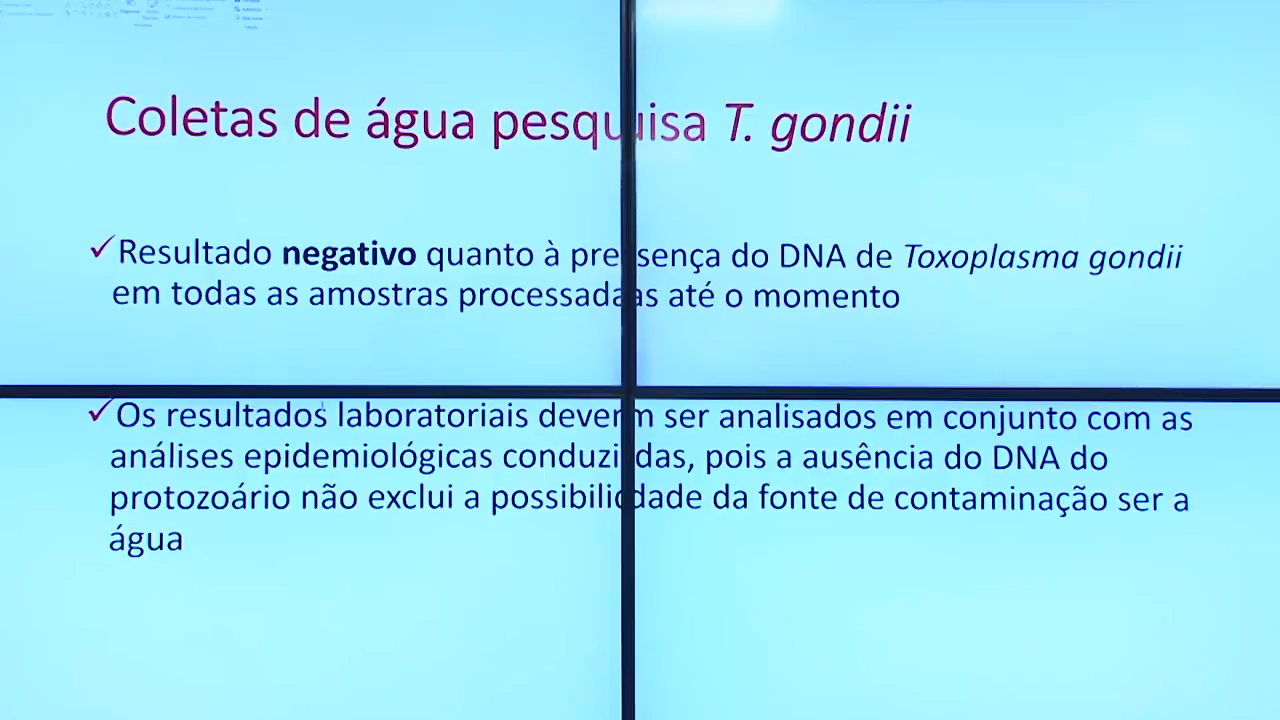 Coletas de água pesquisa T. gondii
✓Resultado negativo quanto à presença do DNA de Toxoplasma gondii
em todas as amostras processadas até o momento
✓Os resultados laboratoriais devem ser analisados em conjunto com as
análises epidemiológicas conduzidas, pois a ausência do DNA do
protozoário não exclui a possibilidade da fonte de contaminação ser a
água